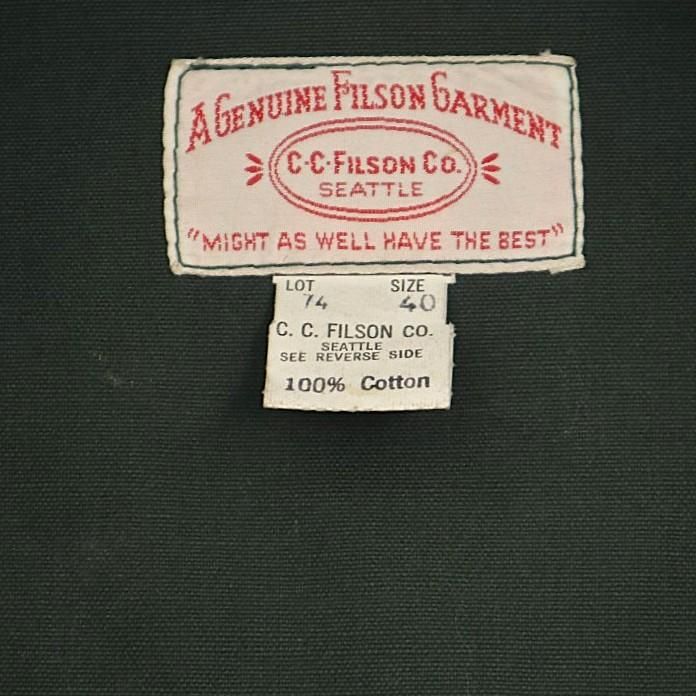 A GENUINE FILSON GARMENT
C·C·FILSON CO.
SEATTLE
"MIGHT AS WELL HAVE THE BEST"
LOT SIZE
74 40
C. C. FILSON CO.
SEATTLE
SEE REVERSE SIDE
100% Cotton